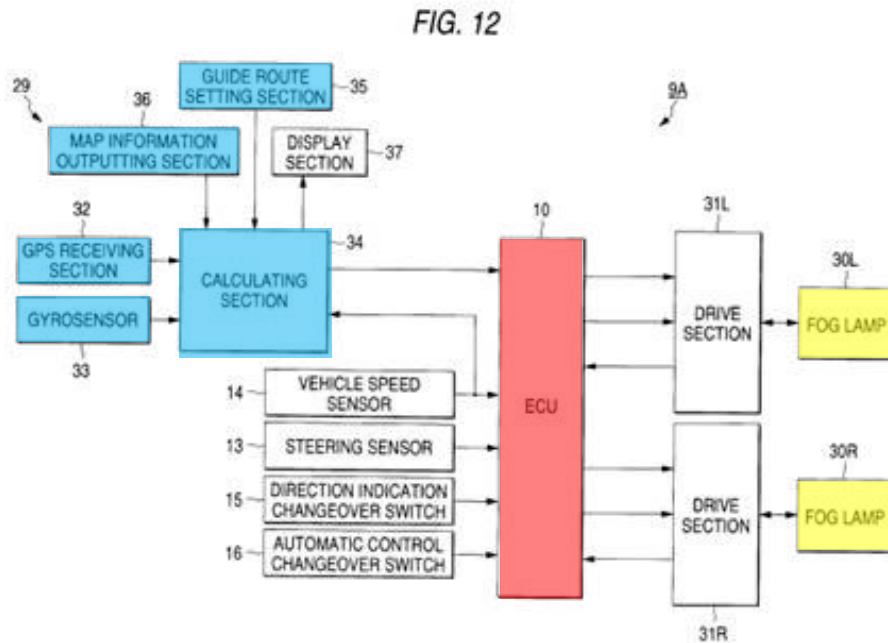 FIG. 12
29
36
GUIDE ROUTE
SETTING SECTION
35
9A
MAP INFORMATION
OUTPUTTING SECTION
DISPLAY
SECTION
37
32
GPS RECEIVING
SECTION
34
CALCULATING
SECTION
GYROSENSOR
33
10
ECU
31L
DRIVE
SECTION
30L
FOG LAMP
14
VEHICLE SPEED
SENSOR
13
STEERING SENSOR
15
DIRECTION INDICATION
CHANGEOVER SWITCH
16
AUTOMATIC CONTROL
CHANGEOVER SWITCH
DRIVE
SECTION
31R
30R
FOG LAMP